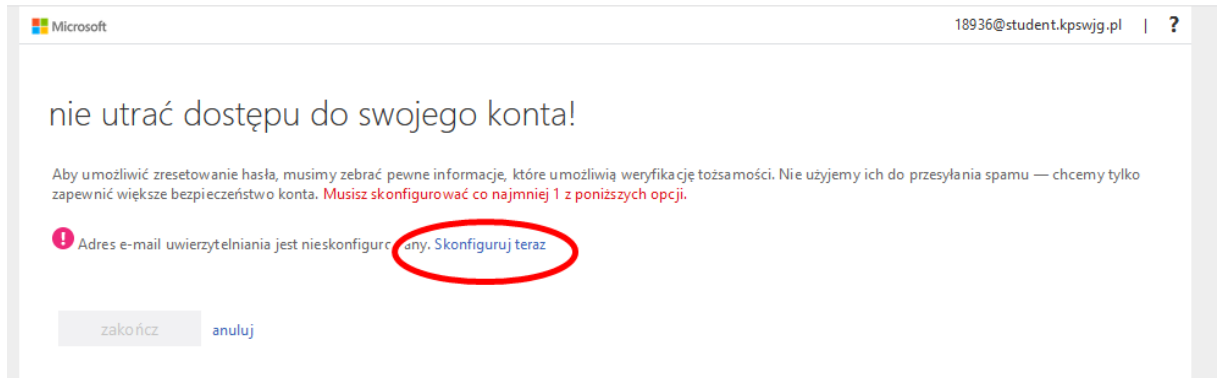 Microsoft 18936@student.kpswjg.pl | ?
nie utrać dostępu do swojego konta!
Aby umożliwić zresetowanie hasła, musimy zebrać pewne informacje, które umożliwią weryfikację tożsamości. Nie użyjemy ich do przesyłania spamu — chcemy tylko
zapewnić większe bezpieczeństwo konta. Musisz skonfigurować co najmniej 1 z poniższych opcji.
Adres e-mail uwierzytelniania jest nieskonfigurowany. Skonfiguruj teraz
zakończ anuluj